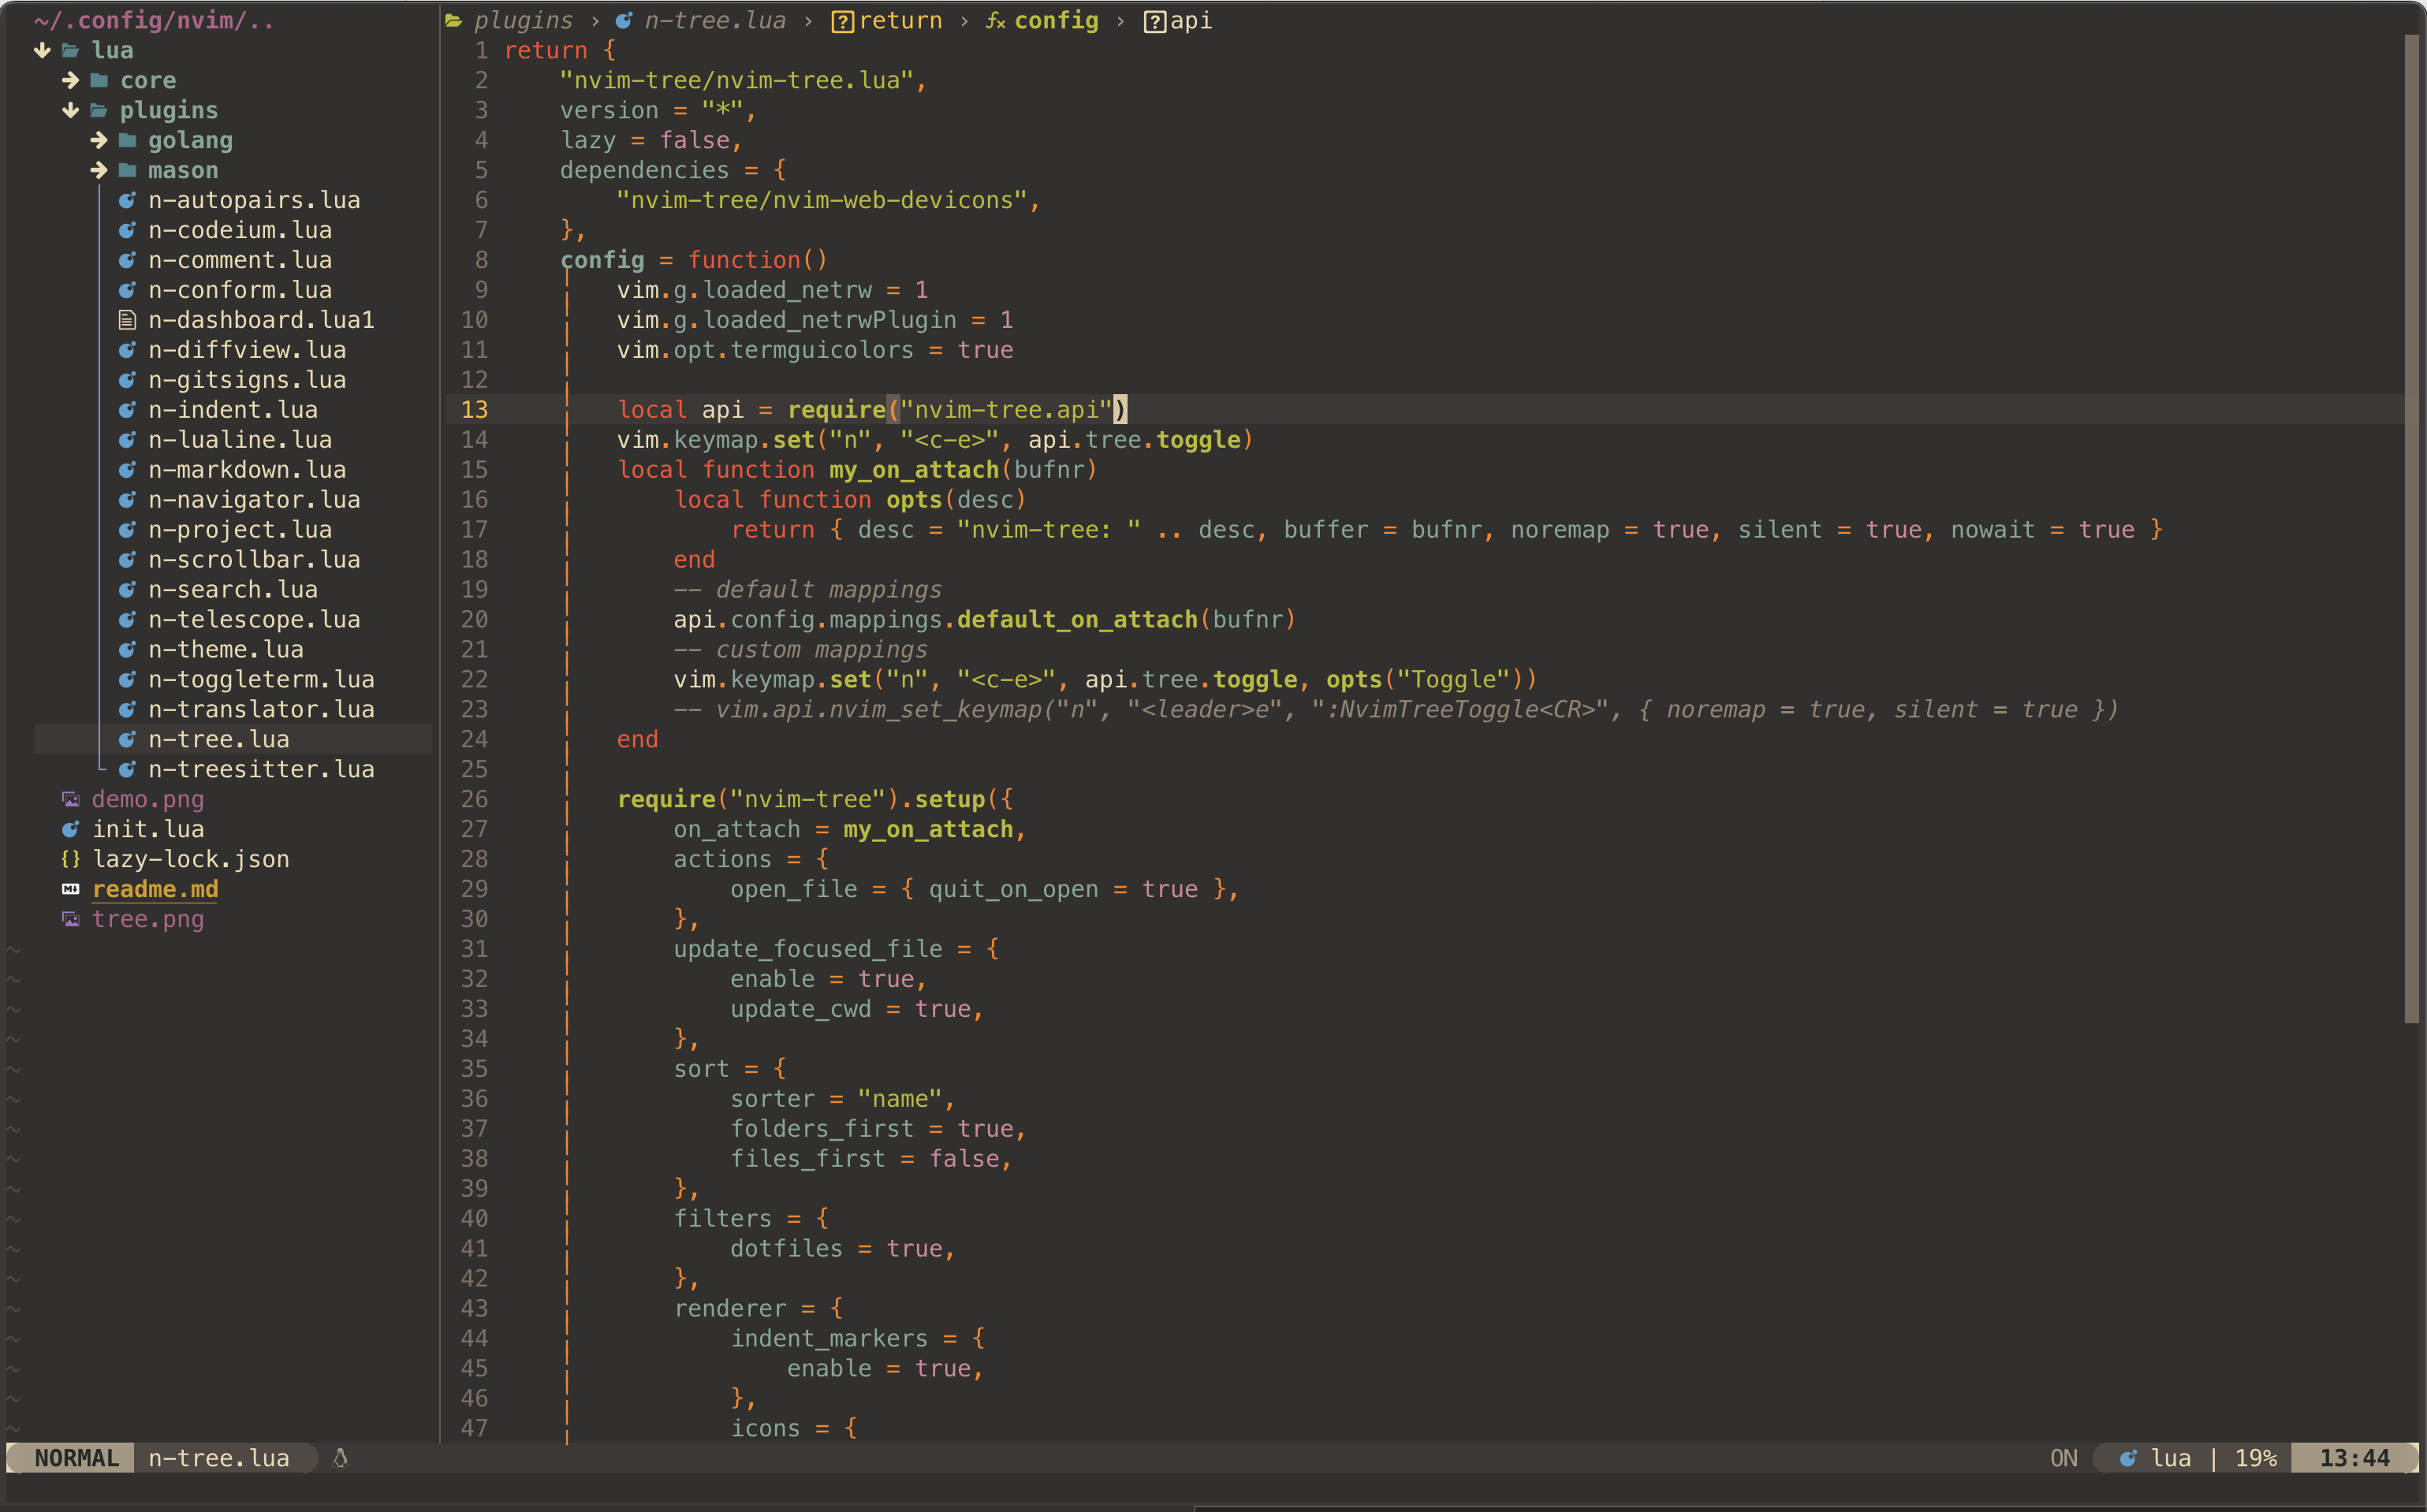 ~/.config/nvim/..
lua
core
plugins
golang
mason
n-autopairs.lua
n-codeium.lua
n-comment.lua
n-conform.lua
n-dashboard.lua1
n-diffview.lua
n-gitsigns.lua
n-indent.lua
n-lualine.lua
n-markdown.lua
n-navigator.lua
n-project.lua
n-scrollbar.lua
n-search.lua
n-telescope.lua
n-theme.lua
n-toggleterm.lua
n-translator.lua
n-tree.lua
n-treesitter.lua
demo.png
init.lua
{} lazy-lock.json
readme.md
tree.png
plugins › n-tree.lua › return › fx config › api
1 return {
2     "nvim-tree/nvim-tree.lua",
3     version = "*",
4     lazy = false,
5     dependencies = {
6         "nvim-tree/nvim-web-devicons",
7     },
8     config = function()
9         vim.g.loaded_netrw = 1
10         vim.g.loaded_netrwPlugin = 1
11         vim.opt.termguicolors = true
12
13         local api = require("nvim-tree.api")
14         vim.keymap.set("n", "<c-e>", api.tree.toggle)
15         local function my_on_attach(bufnr)
16             local function opts(desc)
17                 return { desc = "nvim-tree: " .. desc, buffer = bufnr, noremap = true, silent = true, nowait = true }
18             end
19             -- default mappings
20             api.config.mappings.default_on_attach(bufnr)
21             -- custom mappings
22             vim.keymap.set("n", "<c-e>", api.tree.toggle, opts("Toggle"))
23             -- vim.api.nvim_set_keymap("n", "<leader>e", ":NvimTreeToggle<CR>", { noremap = true, silent = true })
24         end
25
26         require("nvim-tree").setup({
27             on_attach = my_on_attach,
28             actions = {
29                 open_file = { quit_on_open = true },
30             },
31             update_focused_file = {
32                 enable = true,
33                 update_cwd = true,
34             },
35             sort = {
36                 sorter = "name",
37                 folders_first = true,
38                 files_first = false,
39             },
40             filters = {
41                 dotfiles = true,
42             },
43             renderer = {
44                 indent_markers = {
45                     enable = true,
46                 },
47                 icons = {
NORMAL n-tree.lua ON lua | 19% 13:44